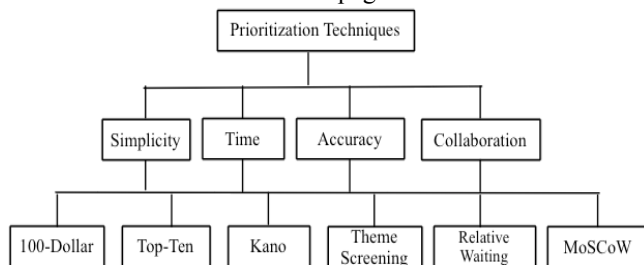 Prioritization Techniques
Simplicity
Time
Accuracy
Collaboration
100-Dollar
Top-Ten
Kano
Theme
Screening
Relative
Waiting
MoSCoW